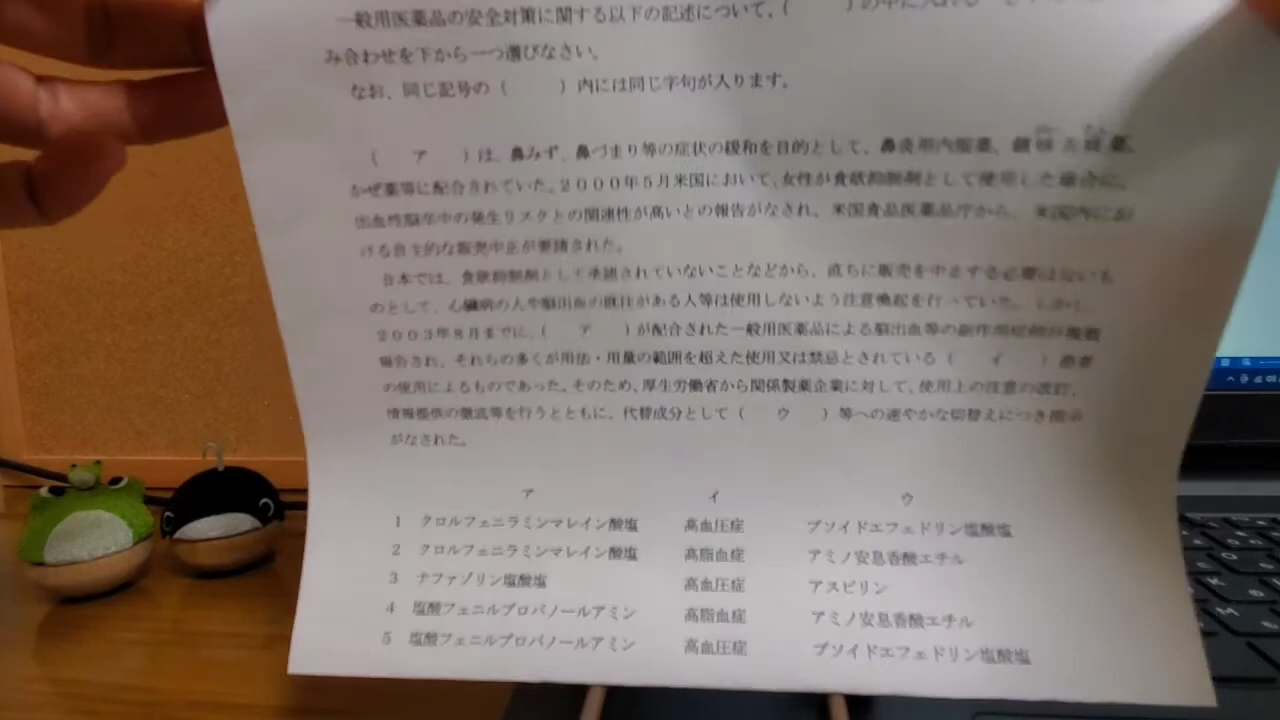 一般用医薬品の安全対策に関する以下の記述について、(　　)の中に入る
み合わせを下から一つ選びなさい。
なお、同じ記号の(　　)内には同じ字句が入ります。
(　ア　)は、鼻みず、鼻づまり等の症状の緩和を目的として、鼻炎用内服薬、鎮咳去痰薬、
かぜ薬等に配合されていた。2000年5月米国において、女性が食欲抑制剤として使用した場合に、
出血性脳卒中の発生リスクとの関連性が高いとの報告がなされ、米国食品医薬品庁から、米国内にお
ける自主的な販売中止が要請された。
日本では、食欲抑制剤として承認されていないことなどから、直ちに販売を中止する必要はないも
のとして、心臓病の人や脳出血の既往がある人等は使用しないよう注意喚起を行っていた。しかし、
2003年8月までに、(　ア　)が配合された一般用医薬品による脳出血等の副作用症例が複数
報告され、それらの多くが用法・用量の範囲を超えた使用又は禁忌とされている(　イ　)患者
の使用によるものであった。そのため、厚生労働省から関係製薬企業に対して、使用上の注意の改訂、
情報提供の徹底等を行うとともに、代替成分として(　ウ　)等への速やかな切替えにつき指示
がなされた。
ア　イ　ウ
1　クロルフェニラミンマレイン酸塩　高血圧症　プソイドエフェドリン塩酸塩
2　クロルフェニラミンマレイン酸塩　高脂血症　アミノ安息香酸エチル
3　ナファゾリン塩酸塩　高血圧症　アスピリン
4　塩酸フェニルプロパノールアミン　高脂血症　アミノ安息香酸エチル
5　塩酸フェニルプロパノールアミン　高血圧症　プソイドエフェドリン塩酸塩